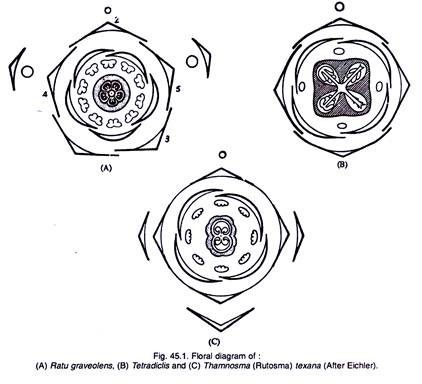 2
4
5
3
(A)
(B)
(C)
Fig. 45.1. Floral diagram of :
(A) Ratu graveolens, (B) Tetradiclis and (C) Thamnosma (Rutosma) texana (After Eichler).